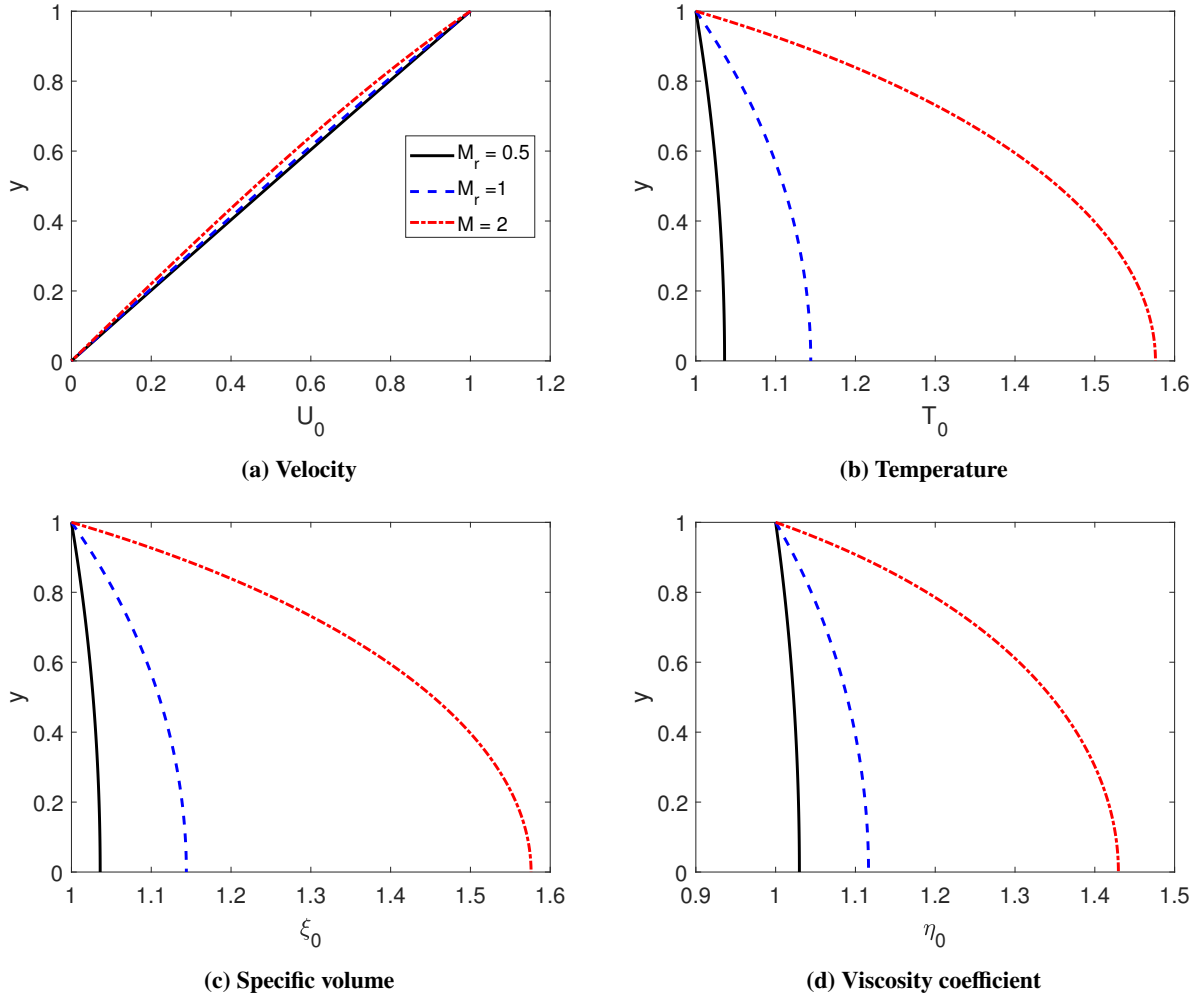 1
0.8
0.6
0.4
0.2
0
y
0 0.2 0.4 0.6 0.8 1 1.2
U_0
M_r = 0.5
M_r =1
M = 2
(a) Velocity
1
0.8
0.6
0.4
0.2
0
y
1 1.1 1.2 1.3 1.4 1.5 1.6
T_0
(b) Temperature
1
0.8
0.6
0.4
0.2
0
y
1 1.1 1.2 1.3 1.4 1.5 1.6
ξ_0
(c) Specific volume
1
0.8
0.6
0.4
0.2
0
y
0.9 1 1.1 1.2 1.3 1.4 1.5
η_0
(d) Viscosity coefficient